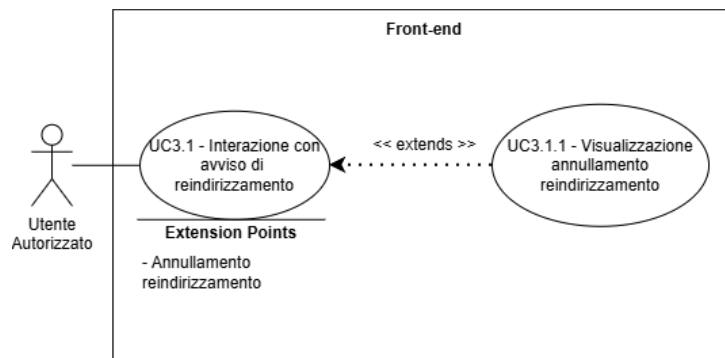 Front-end
UC3.1 - Interazione con
avviso di
reindirizzamento
<< extends >>
UC3.1.1 - Visualizzazione
annullamento
reindirizzamento
Utente
Autorizzato
Extension Points
- Annullamento
reindirizzamento